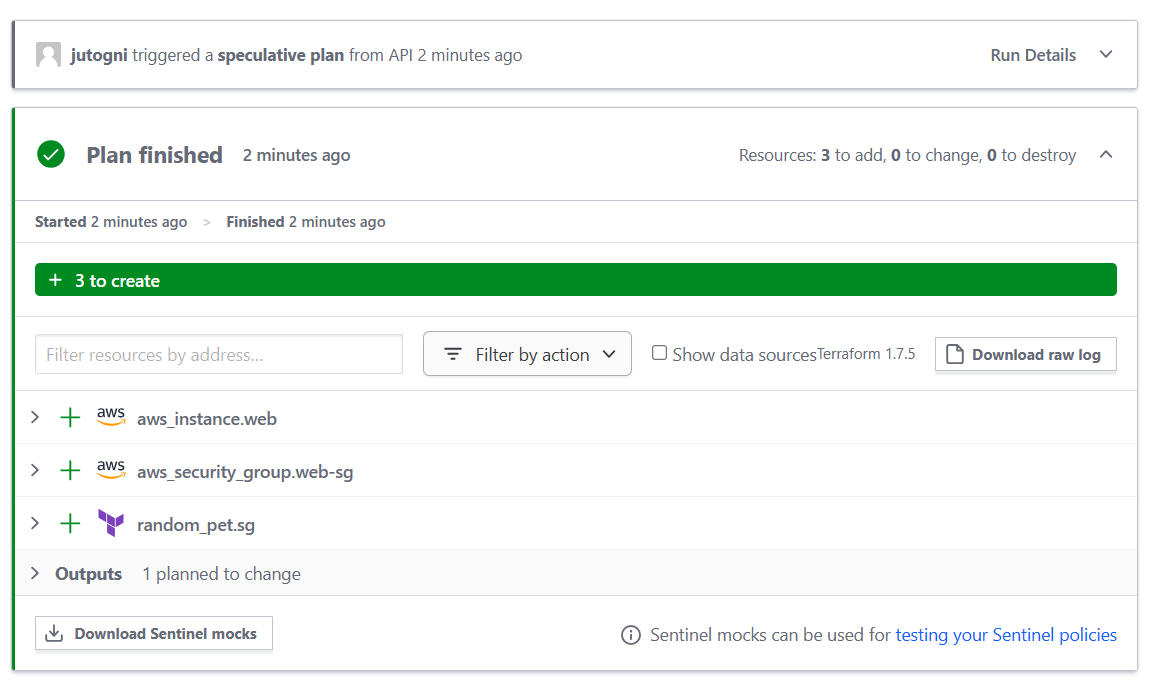 jutogni triggered a speculative plan from API 2 minutes ago Run Details
Plan finished 2 minutes ago Resources: 3 to add, 0 to change, 0 to destroy
Started 2 minutes ago > Finished 2 minutes ago
+ 3 to create
Filter resources by address... Filter by action Show data sources Terraform 1.7.5 Download raw log
aws aws_instance.web
aws aws_security_group.web-sg
random_pet.sg
Outputs 1 planned to change
Download Sentinel mocks Sentinel mocks can be used for testing your Sentinel policies